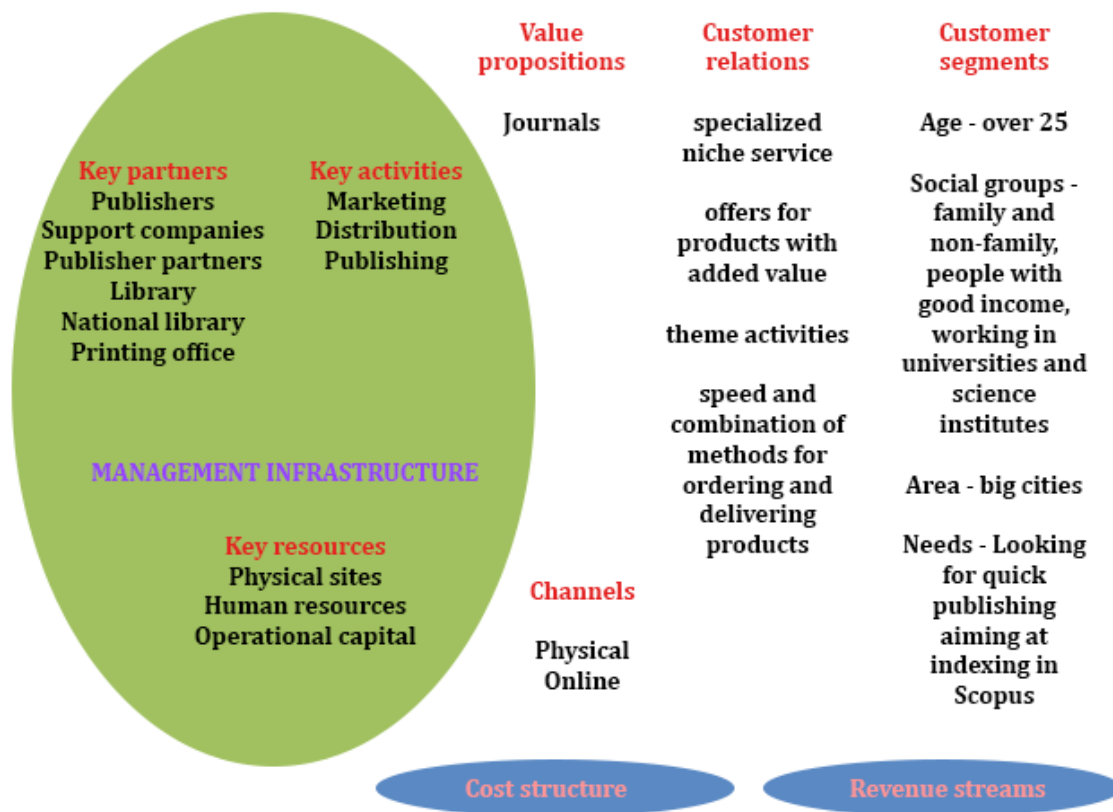 Key partners
Publishers
Support companies
Publisher partners
Library
National library
Printing office
Key activities
Marketing
Distribution
Publishing
MANAGEMENT INFRASTRUCTURE
Key resources
Physical sites
Human resources
Operational capital
Value
propositions
Journals
Channels
Physical
Online
Customer
relations
specialized
niche service
offers for
products with
added value
theme activities
speed and
combination of
methods for
ordering and
delivering
products
Customer
segments
Age - over 25
Social groups -
family and
non-family,
people with
good income,
working in
universities and
science
institutes
Area - big cities
Needs - Looking
for quick
publishing
aiming at
indexing in
Scopus
Cost structure
Revenue streams